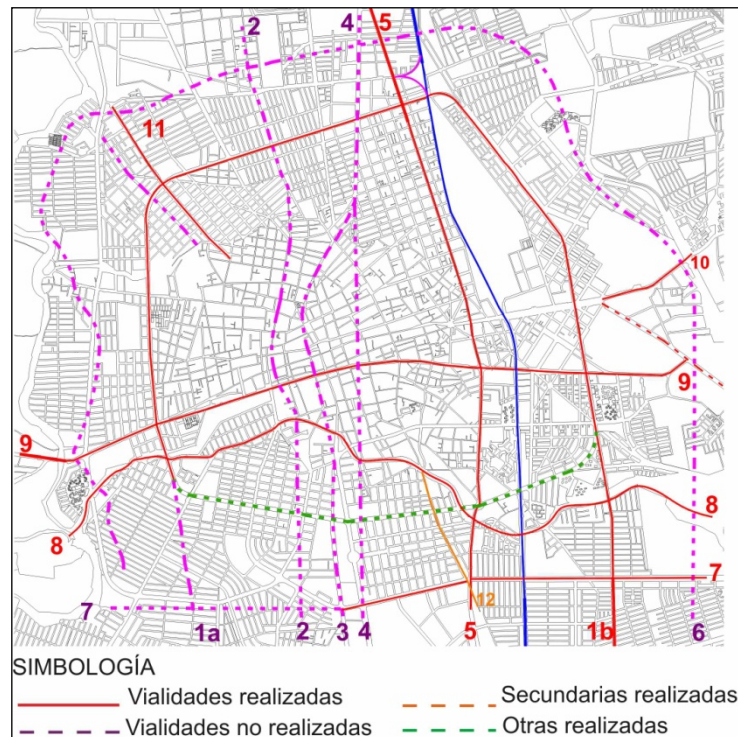 2
4
5
11
10
9
9
8
8
7
12
7
1a
2
3
4
5
1b
6
SIMBOLOGÍA
Vialidades realizadas
Secundarias realizadas
Vialidades no realizadas
Otras realizadas